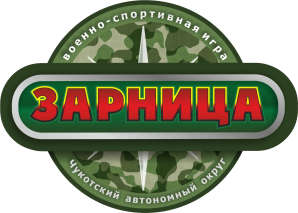 военно-спортивная игра
ЗАРНИЦА
Чукотский автономный округ